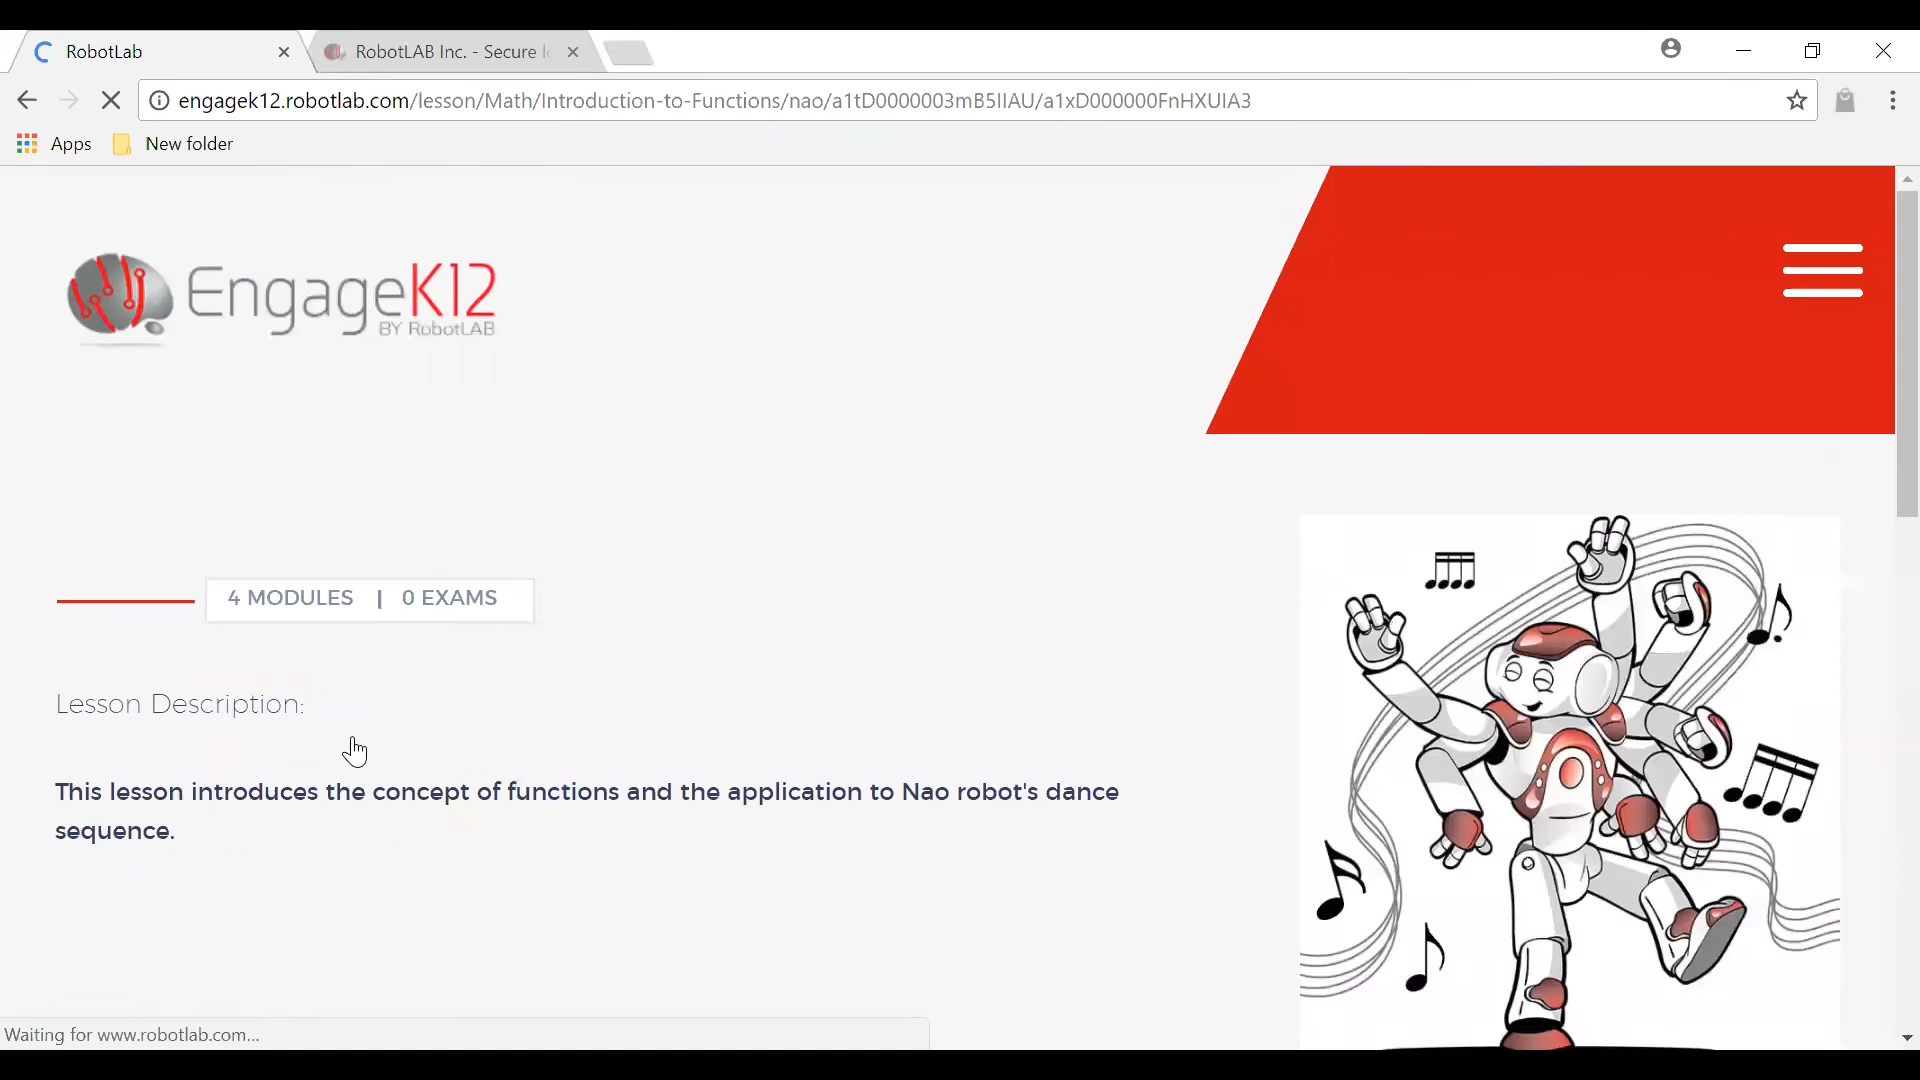 RobotLab
RobotLAB Inc. - Secure l
engagek12.robotlab.com/lesson/Math/Introduction-to-Functions/nao/a1tD0000003mB5IIAU/a1xD000000FnHXUIA3
Apps
New folder
EngageK12
BY RobotLAB
4 MODULES | 0 EXAMS
Lesson Description:
This lesson introduces the concept of functions and the application to Nao robot's dance
sequence.
Waiting for www.robotlab.com...